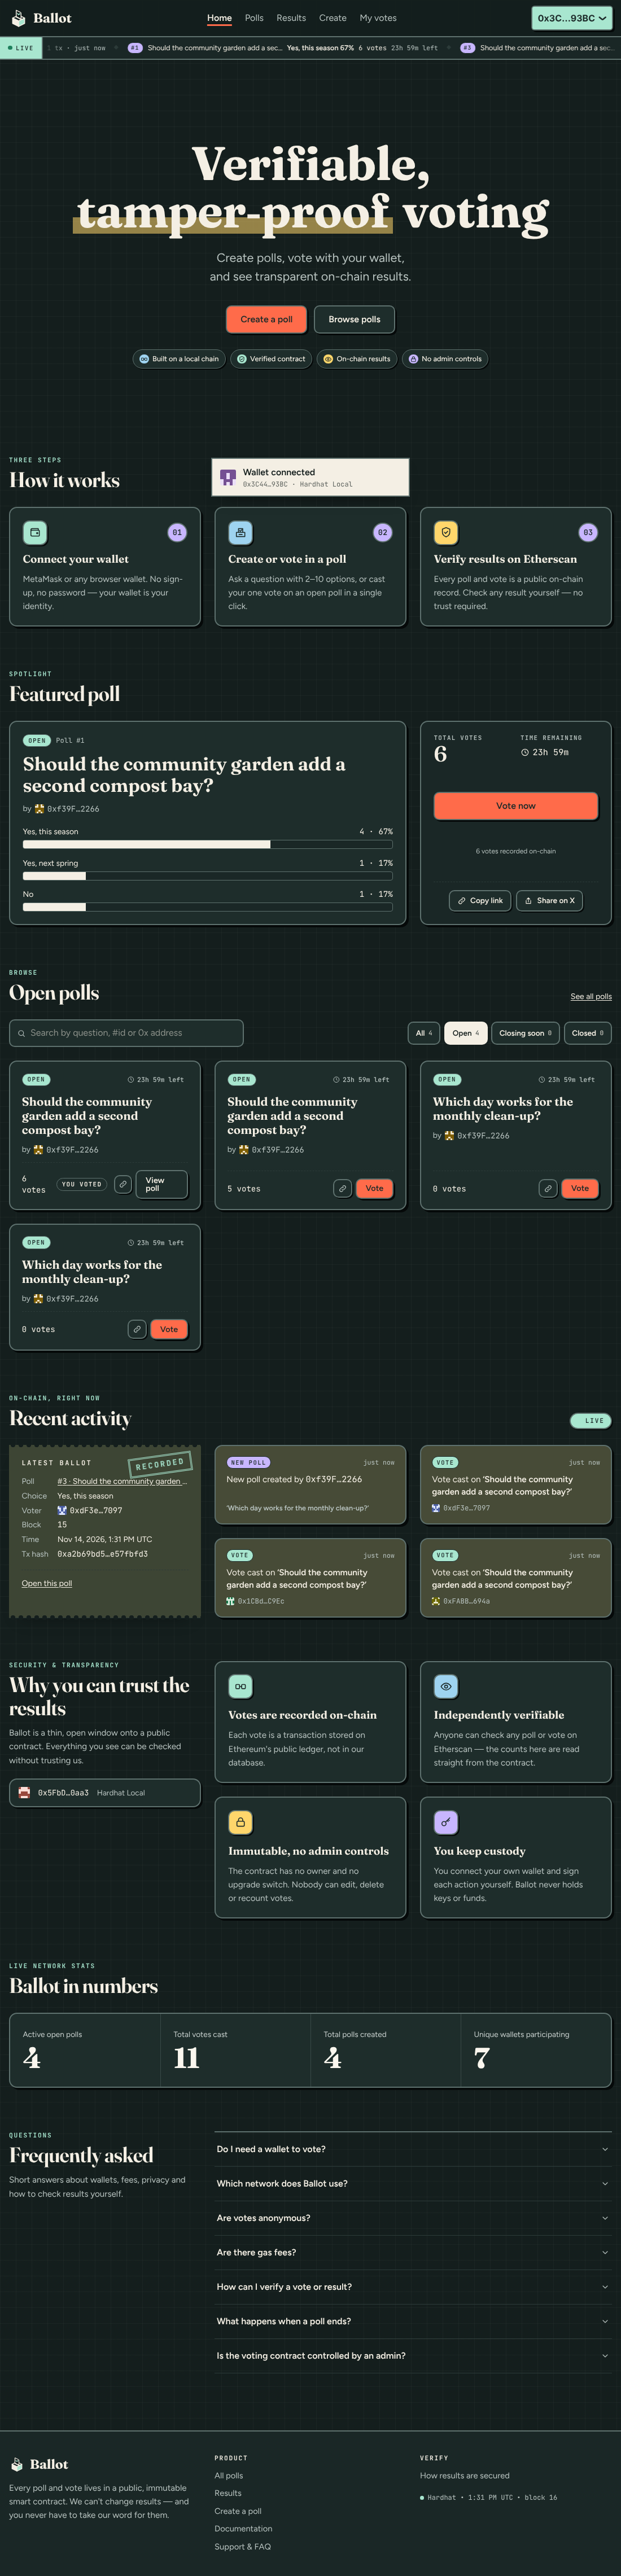 Ballot
Home Polls Results Create My votes
0x3C...93BC
LIVE
tx · just now
#1 Should the community garden add a sec... Yes, this season 67% 6 votes 23h 59m left
#3 Should the community garden add a sec...
Verifiable,
tamper-proof voting
Create polls, vote with your wallet,
and see transparent on-chain results.
Create a poll
Browse polls
Built on a local chain
Verified contract
On-chain results
No admin controls
THREE STEPS
How it works
Wallet connected
0x3C44…93BC · Hardhat Local
01
Connect your wallet
MetaMask or any browser wallet. No sign-
up, no password — your wallet is your
identity.
02
Create or vote in a poll
Ask a question with 2–10 options, or cast
your one vote on an open poll in a single
click.
03
Verify results on Etherscan
Every poll and vote is a public on-chain
record. Check any result yourself — no
trust required.
SPOTLIGHT
Featured poll
OPEN Poll #1
Should the community garden add a
second compost bay?
by 0xf39F…2266
Yes, this season 4 · 67%
Yes, next spring 1 · 17%
No 1 · 17%
TOTAL VOTES
6
TIME REMAINING
23h 59m
Vote now
6 votes recorded on-chain
Copy link
Share on X
BROWSE
Open polls
See all polls
Search by question, #id or 0x address
All 4
Open 4
Closing soon 0
Closed 0
OPEN 23h 59m left
Should the community
garden add a second
compost bay?
by 0xf39F…2266
6
votes
YOU VOTED
View
poll
OPEN 23h 59m left
Should the community
garden add a second
compost bay?
by 0xf39F…2266
5 votes
Vote
OPEN 23h 59m left
Which day works for the
monthly clean-up?
by 0xf39F…2266
0 votes
Vote
OPEN 23h 59m left
Which day works for the
monthly clean-up?
by 0xf39F…2266
0 votes
Vote
ON-CHAIN, RIGHT NOW
Recent activity
LIVE
LATEST BALLOT
RECORDED
Poll #3 · Should the community garden …
Choice Yes, this season
Voter 0xdF3e…7097
Block 15
Time Nov 14, 2026, 1:31 PM UTC
Tx hash 0xa2b69bd5…e57fbfd3
Open this poll
NEW POLL just now
New poll created by 0xf39F…2266
'Which day works for the monthly clean-up?'
VOTE just now
Vote cast on 'Should the community
garden add a second compost bay?'
0xdF3e…7097
VOTE just now
Vote cast on 'Should the community
garden add a second compost bay?'
0x1CBd…C9Ec
VOTE just now
Vote cast on 'Should the community
garden add a second compost bay?'
0xFABB…694a
SECURITY & TRANSPARENCY
Why you can trust the
results
Ballot is a thin, open window onto a public
contract. Everything you see can be checked
without trusting us.
0x5FbD…0aa3 Hardhat Local
Votes are recorded on-chain
Each vote is a transaction stored on
Ethereum's public ledger, not in our
database.
Independently verifiable
Anyone can check any poll or vote on
Etherscan — the counts here are read
straight from the contract.
Immutable, no admin controls
The contract has no owner and no
upgrade switch. Nobody can edit, delete
or recount votes.
You keep custody
You connect your own wallet and sign
each action yourself. Ballot never holds
keys or funds.
LIVE NETWORK STATS
Ballot in numbers
Active open polls
4
Total votes cast
11
Total polls created
4
Unique wallets participating
7
QUESTIONS
Frequently asked
Short answers about wallets, fees, privacy and
how to check results yourself.
Do I need a wallet to vote?
Which network does Ballot use?
Are votes anonymous?
Are there gas fees?
How can I verify a vote or result?
What happens when a poll ends?
Is the voting contract controlled by an admin?
Ballot
Every poll and vote lives in a public, immutable
smart contract. We can't change results — and
you never have to take our word for them.
PRODUCT
All polls
Results
Create a poll
Documentation
Support & FAQ
VERIFY
How results are secured
Hardhat • 1:31 PM UTC • block 16